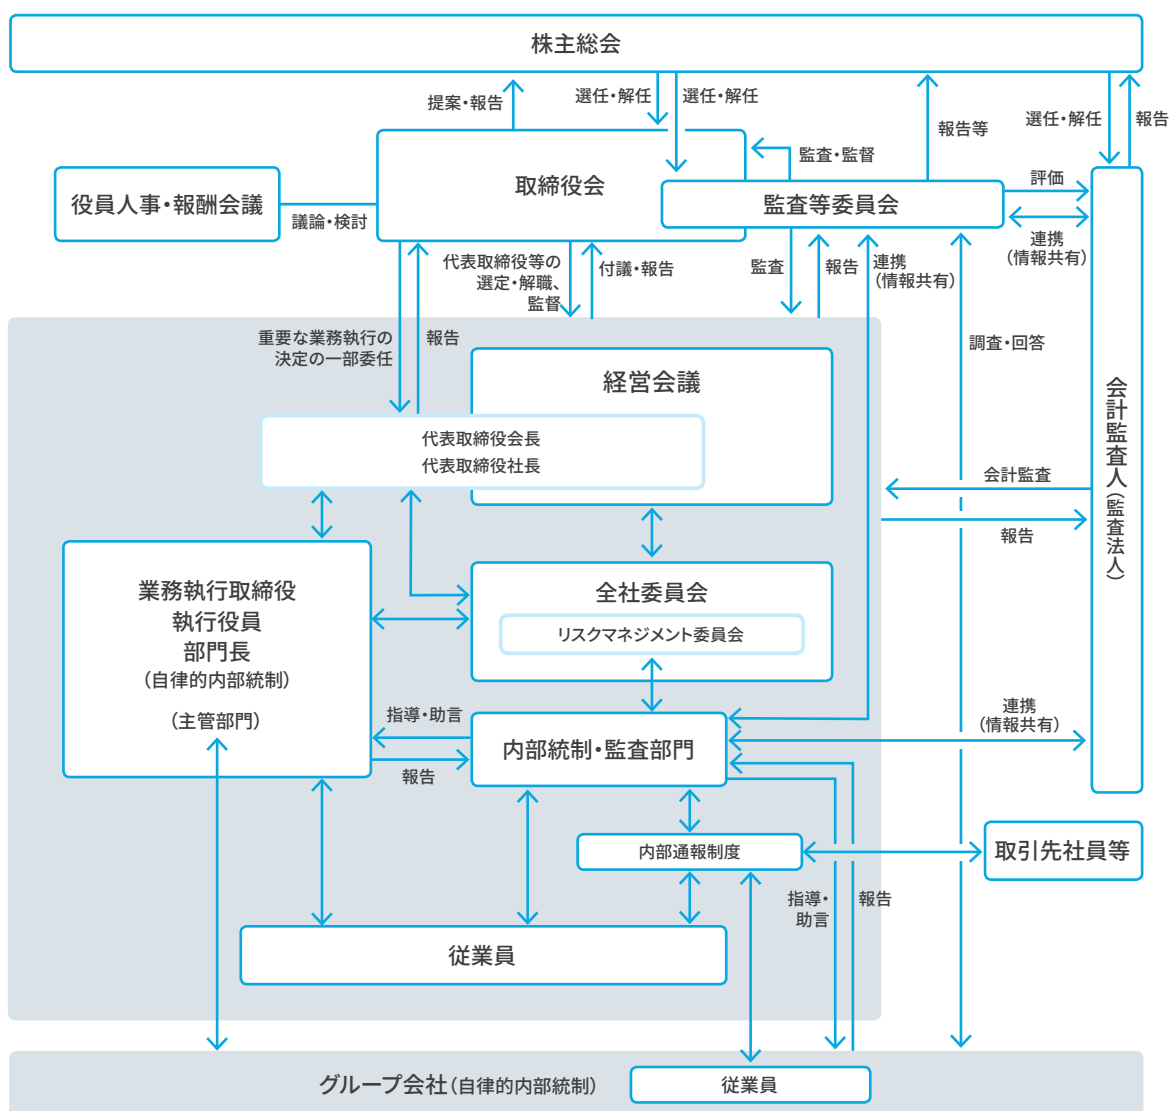 株主総会
提案・報告
選任・解任
選任・解任
報告等
選任・解任
報告
監査・監督
取締役会
役員人事・報酬会議
議論・検討
監査等委員会
評価
連携
（情報共有）
代表取締役等の
選定・解職、
監督
付議・報告
監査
報告
連携
（情報共有）
重要な業務執行の
決定の一部委任
報告
調査・回答
経営会議
代表取締役会長
代表取締役社長
会計監査人（監査法人）
会計監査
報告
業務執行取締役
執行役員
部門長
（自律的内部統制）
（主管部門）
全社委員会
リスクマネジメント委員会
指導・助言
報告
内部統制・監査部門
連携
（情報共有）
内部通報制度
取引先社員等
指導・
助言
報告
従業員
グループ会社（自律的内部統制）
従業員